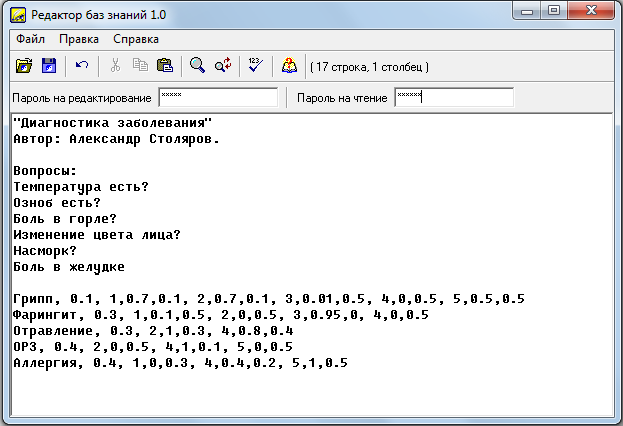 Редактор баз знаний 1.0
Файл Правка Справка
123
( 17 строка, 1 столбец )
Пароль на редактирование ***** Пароль на чтение ******
"Диагностика заболевания"
Автор: Александр Столяров.
Вопросы:
Температура есть?
Озноб есть?
Боль в горле?
Изменение цвета лица?
Насморк?
Боль в желудке
Грипп, 0.1, 1,0.7,0.1, 2,0.7,0.1, 3,0.01,0.5, 4,0,0.5, 5,0.5,0.5
Фарингит, 0.3, 1,0.1,0.5, 2,0,0.5, 3,0.95,0, 4,0,0.5
Отравление, 0.3, 2,1,0.3, 4,0.8,0.4
ОРЗ, 0.4, 2,0,0.5, 4,1,0.1, 5,0,0.5
Аллергия, 0.4, 1,0,0.3, 4,0.4,0.2, 5,1,0.5